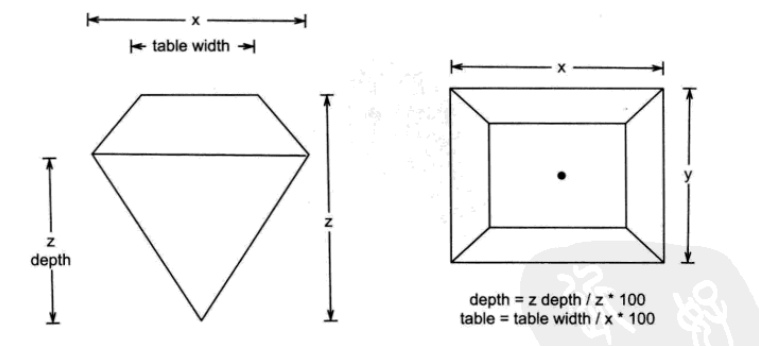 x
table width
z
depth
z
x
y
depth = z depth / z * 100
table = table width / x * 100